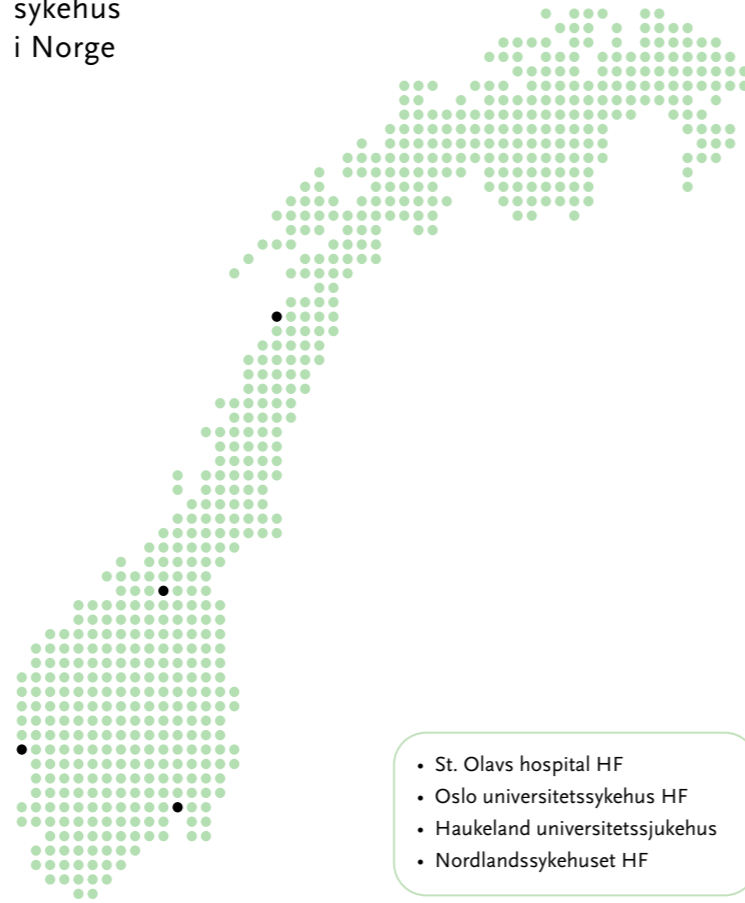 sykehus
i Norge
• St. Olavs hospital HF
• Oslo universitetssykehus HF
• Haukeland universitetssjukehus
• Nordlandssykehuset HF